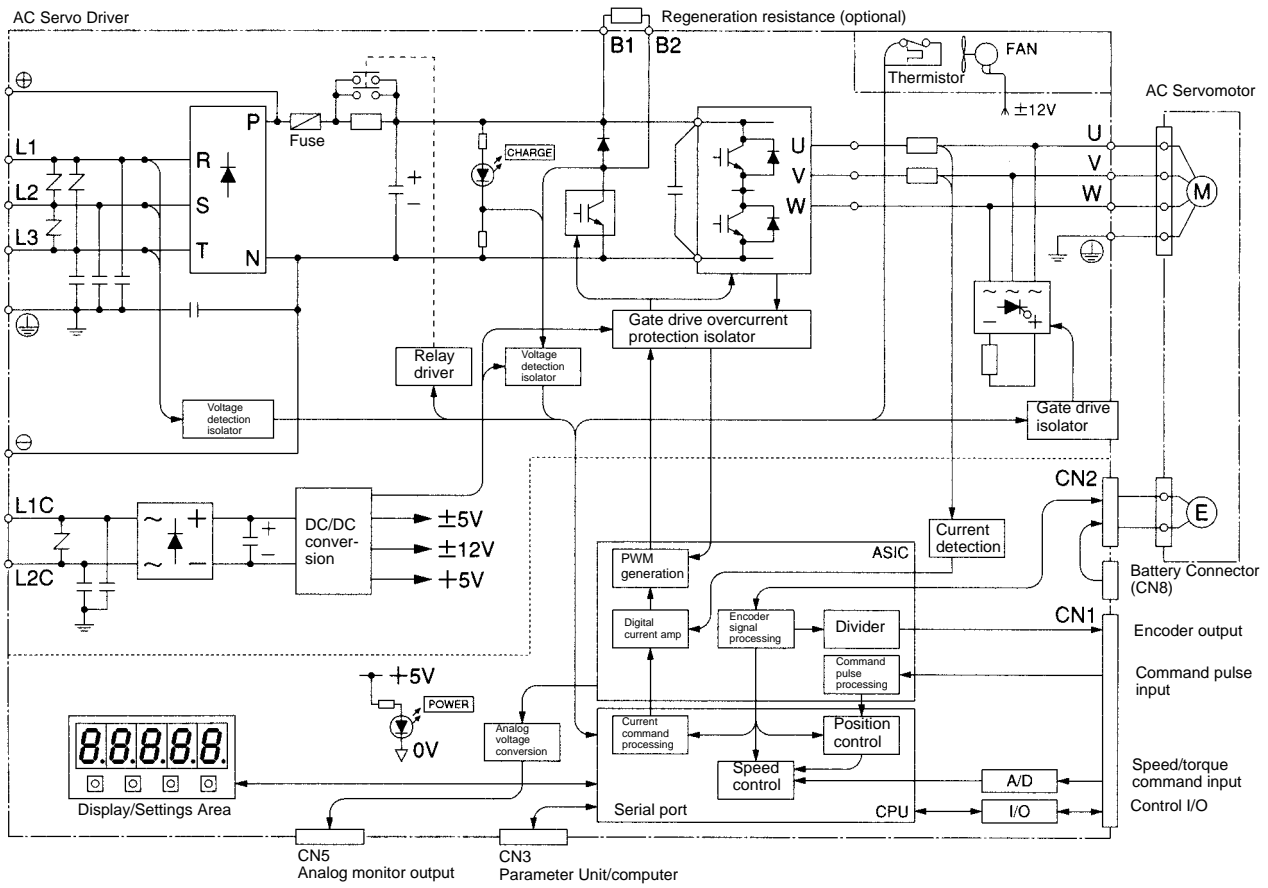 AC Servo Driver
Regeneration resistance (optional)
B1
B2
FAN
Thermistor
±12V
AC Servomotor
P
Fuse
CHARGE
+
−
L1
R
L2
S
L3
T
N
U
V
W
U
V
W
M
~ ~ ~
− +
Gate drive overcurrent
protection isolator
Relay
driver
Voltage
detection
isolator
Voltage
detection
isolator
Gate drive
isolator
L1C
L2C
~ +
~ −
+
−
DC/DC
conver-
sion
±5V
±12V
+5V
CN2
E
Current
detection
ASIC
PWM
generation
Battery Connector
(CN8)
Digital
current amp
Encoder
signal
processing
Divider
CN1
Encoder output
Command
pulse
processing
Command pulse
input
+5V
POWER
0V
Analog
voltage
conversion
Current
command
processing
Position
control
Speed
control
A/D
Speed/torque
command input
Serial port
CPU
I/O
Control I/O
8.8.8.8.8.
Display/Settings Area
CN5
Analog monitor output
CN3
Parameter Unit/computer